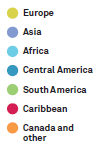 Europe
Asia
Africa
Central America
South America
Caribbean
Canada and
other